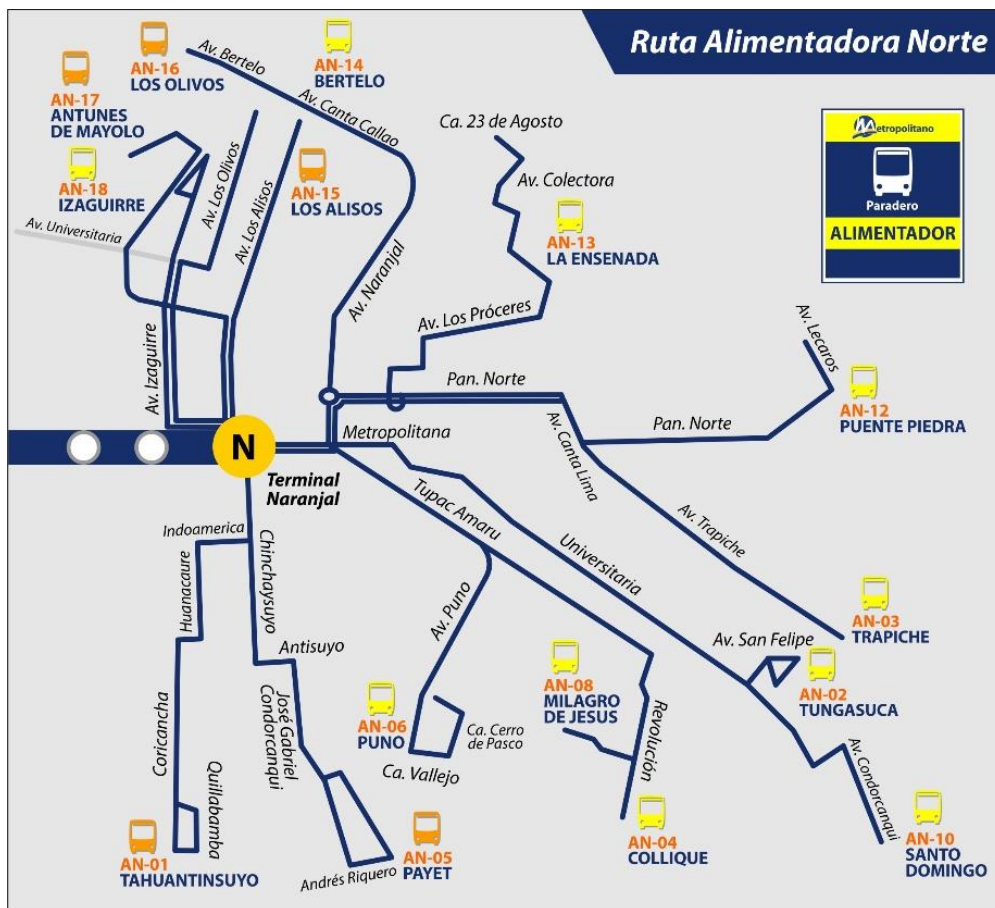 Ruta Alimentadora Norte
Metropolitano
Paradero
ALIMENTADOR
AN-16
LOS OLIVOS
AN-17
ANTUNES
DE MAYOLO
AN-18
IZAGUIRRE
AN-14
BERTELO
AN-15
LOS ALISOS
Av. Bertelo
Av. Canta Callao
Av. Los Olivos
Av. Los Alisos
Av. Universitaria
Av. Izaguirre
Av. Naranjal
Ca. 23 de Agosto
Av. Colectora
AN-13
LA ENSENADA
Av. Los Próceres
Pan. Norte
Av. Lecaros
AN-12
PUENTE PIEDRA
Pan. Norte
Av. Canta Lima
Av. Trapiche
AN-03
TRAPICHE
N
Terminal
Naranjal
Metropolitana
Tupac Amaru
Universitaria
Av. San Felipe
AN-02
TUNGASUCA
Av. Condorcanqui
AN-10
SANTO
DOMINGO
Indoamerica
Huanacaure
Chinchaysuyo
Antisuyo
José Gabriel
Condorcanqui
Coricancha
Quillabamba
AN-01
TAHUANTINSUYO
Andrés Riquero
AN-05
PAYET
Av. Puno
AN-06
PUNO
Ca. Cerro
de Pasco
Ca. Vallejo
AN-08
MILAGRO
DE JESUS
Revolución
AN-04
COLLIQUE